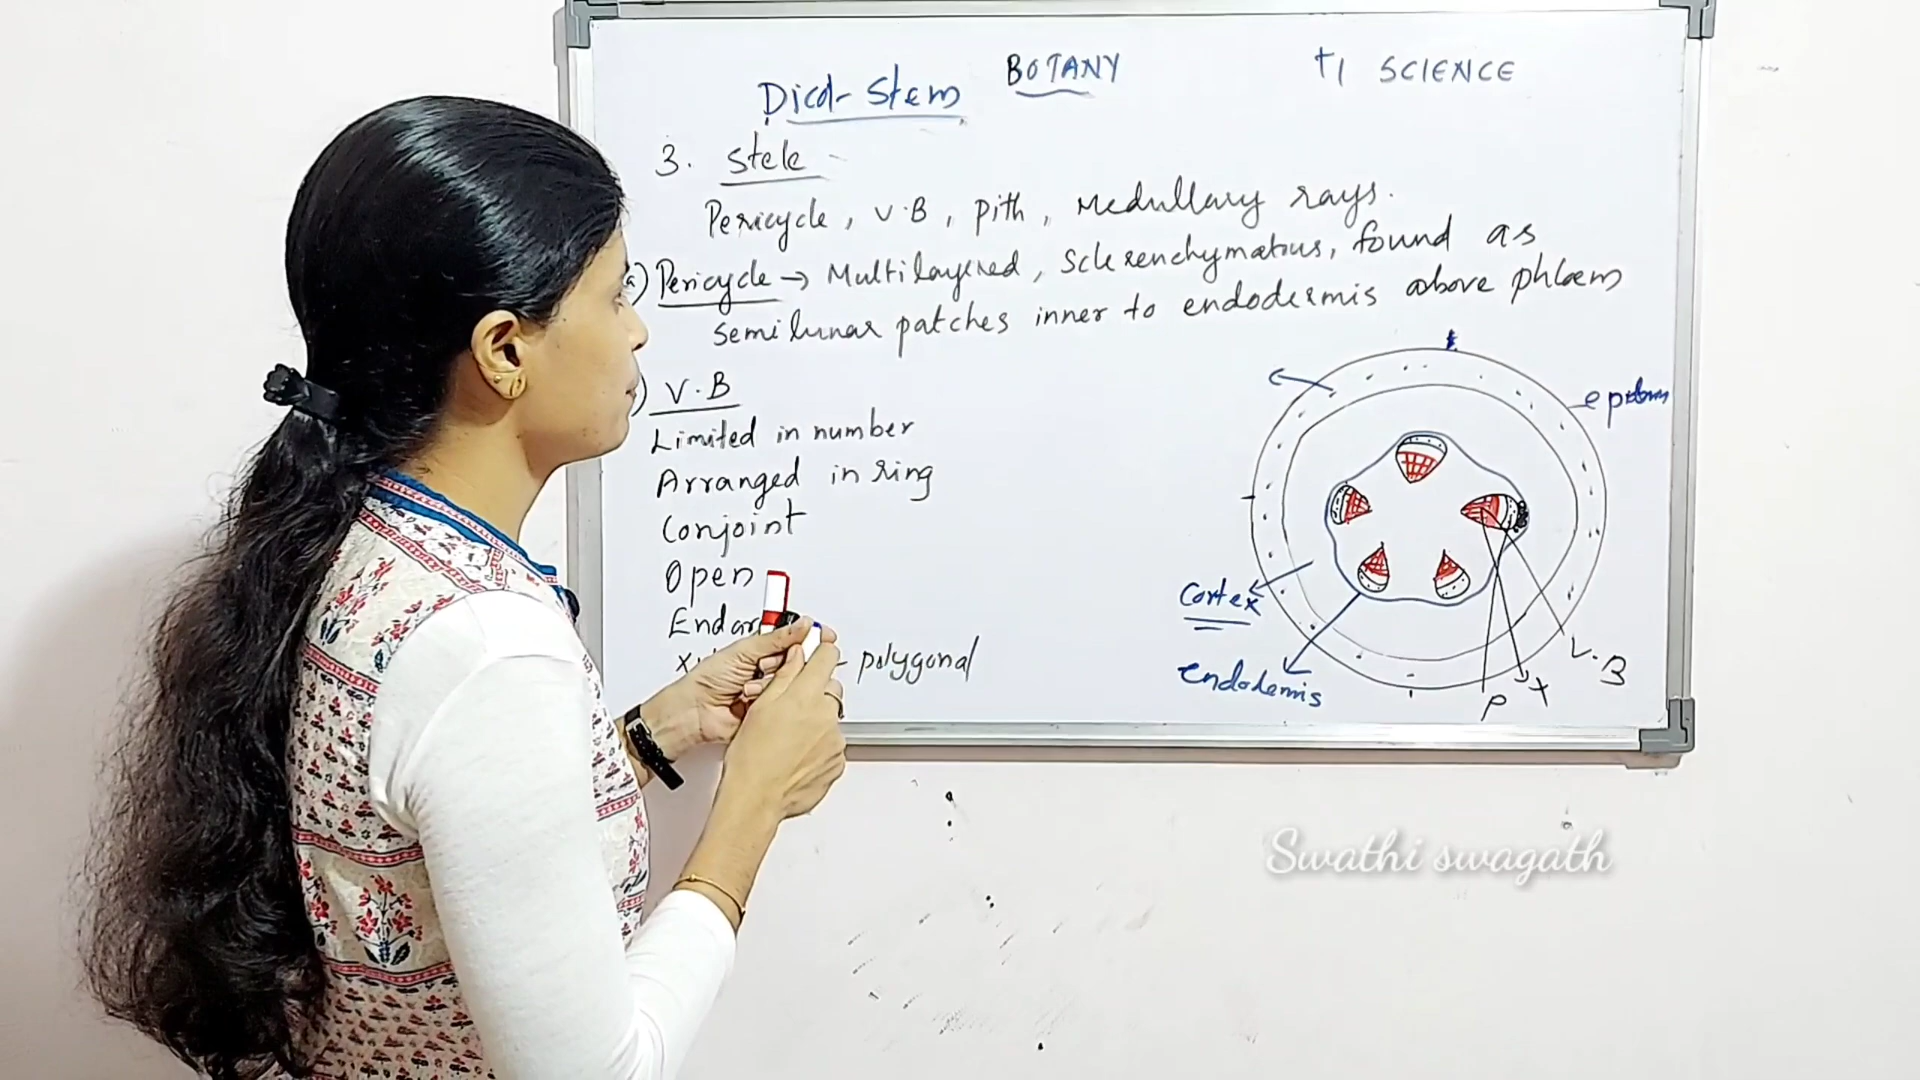 BOTANY
+1 SCIENCE
Dicot-Stem
3. Stele
Pericycle, V.B, pith, Medullary rays.
a) Pericycle → Multilayered, Sclerenchymatous, found as
semilunar patches inner to endodermis above phloem
) V.B
Limited in number
Arranged in ring
Conjoint
Open
Endar
polygonal
Cortex
Endodermis
P
X
V.B
Swathi swagath